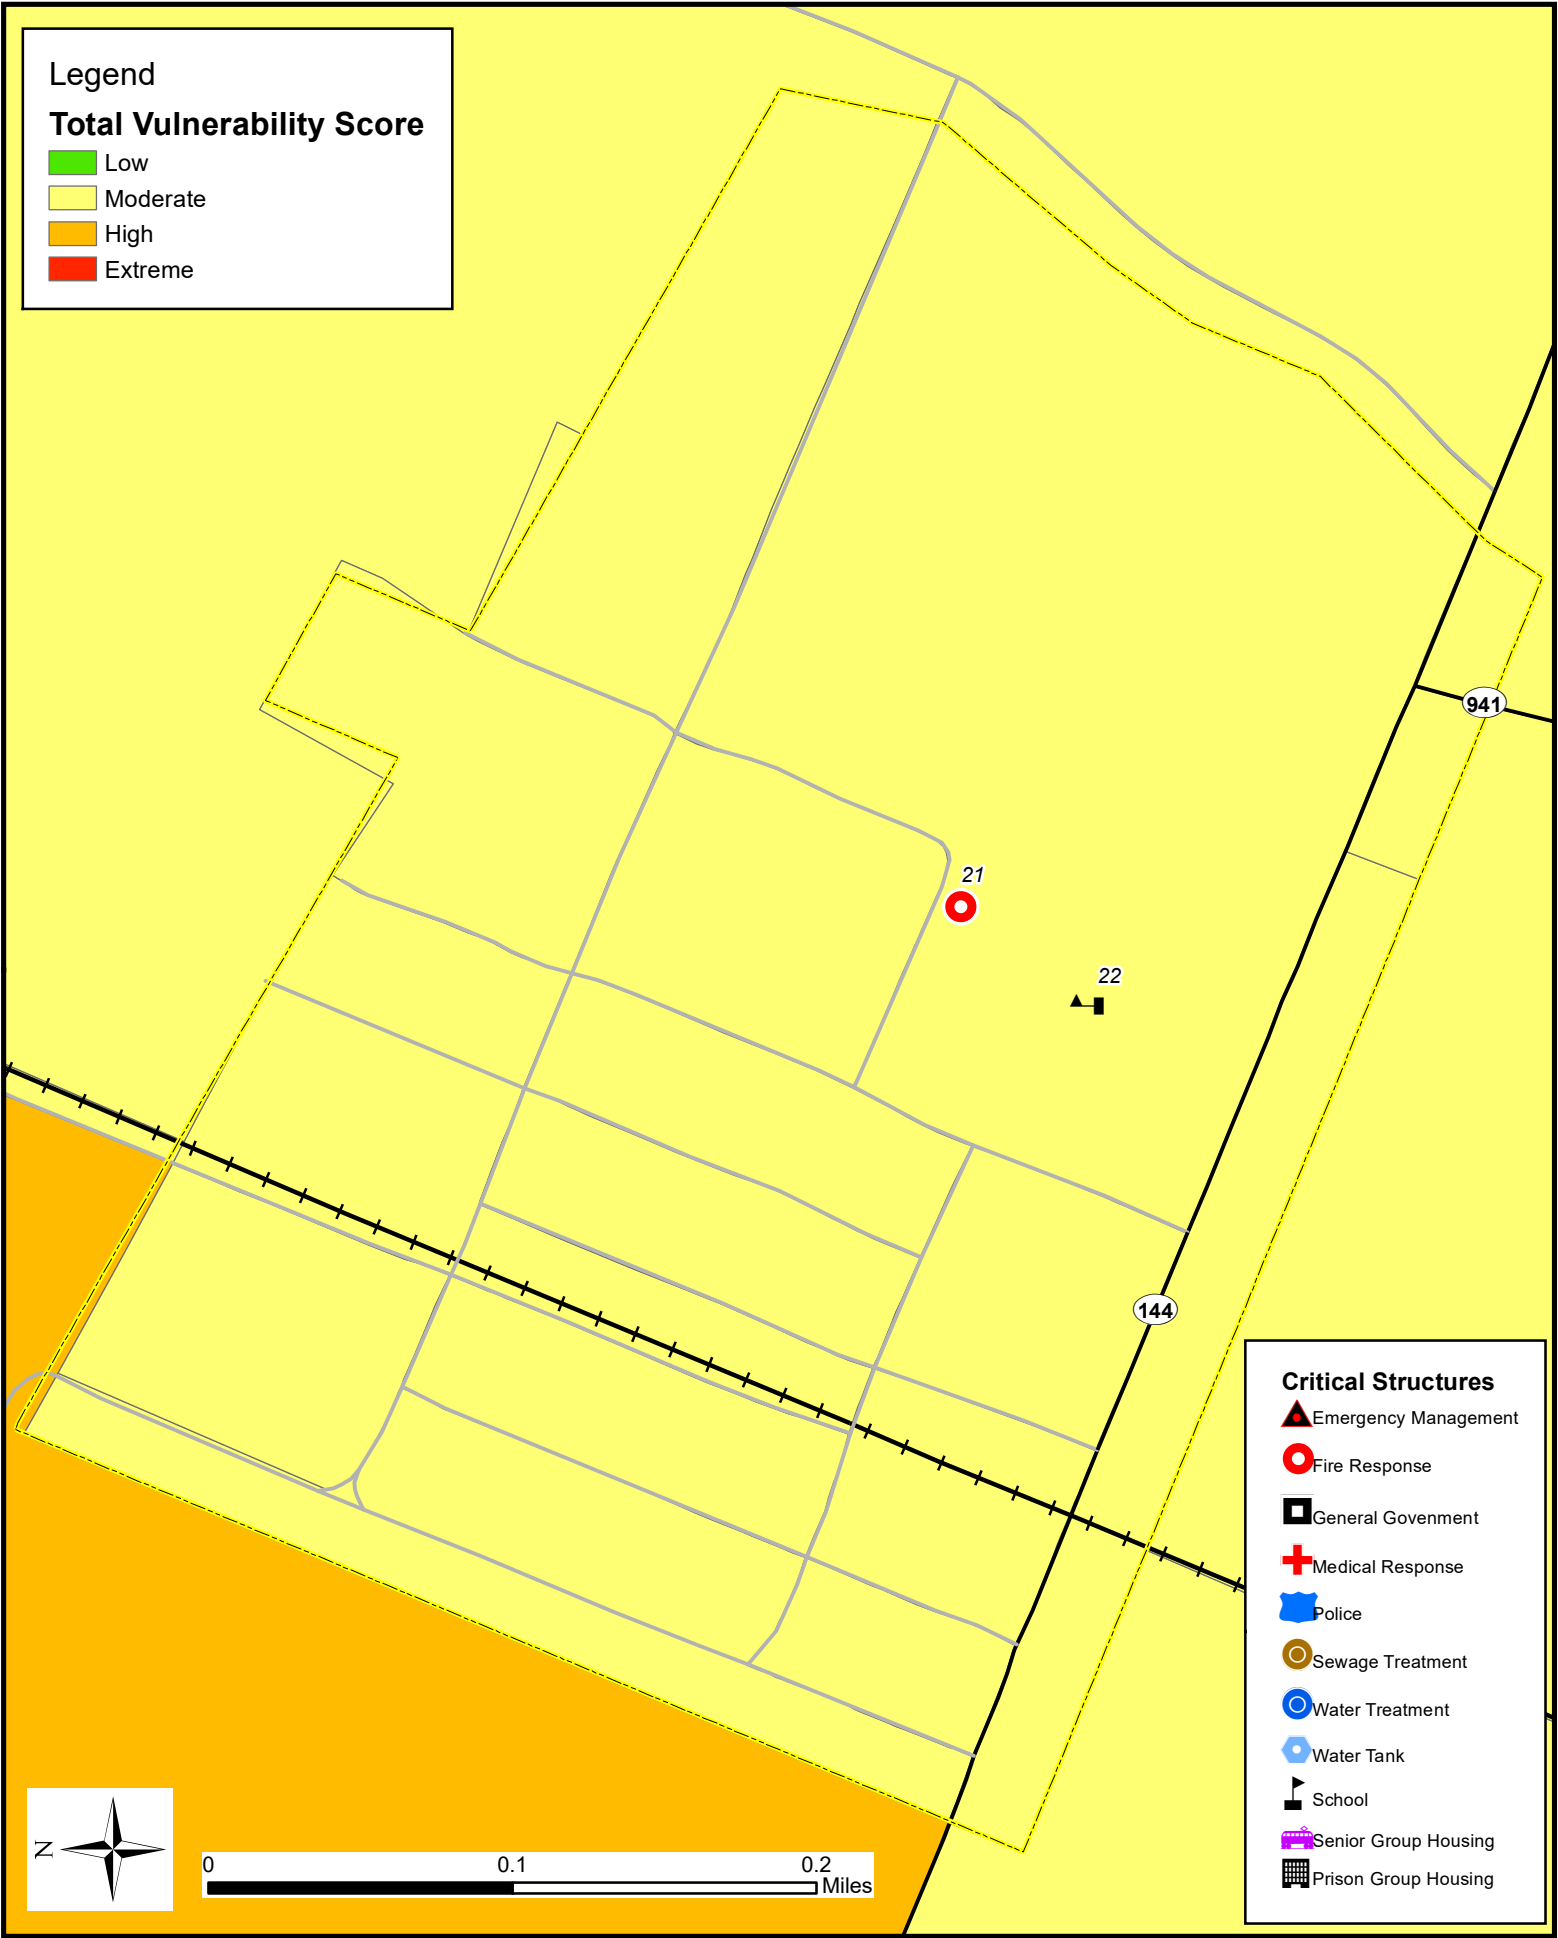 Legend
Total Vulnerability Score
Low
Moderate
High
Extreme
941
21
22
144
Critical Structures
Emergency Management
Fire Response
General Govenment
Medical Response
Police
Sewage Treatment
Water Treatment
Water Tank
School
Senior Group Housing
Prison Group Housing
N
0 0.1 0.2
Miles